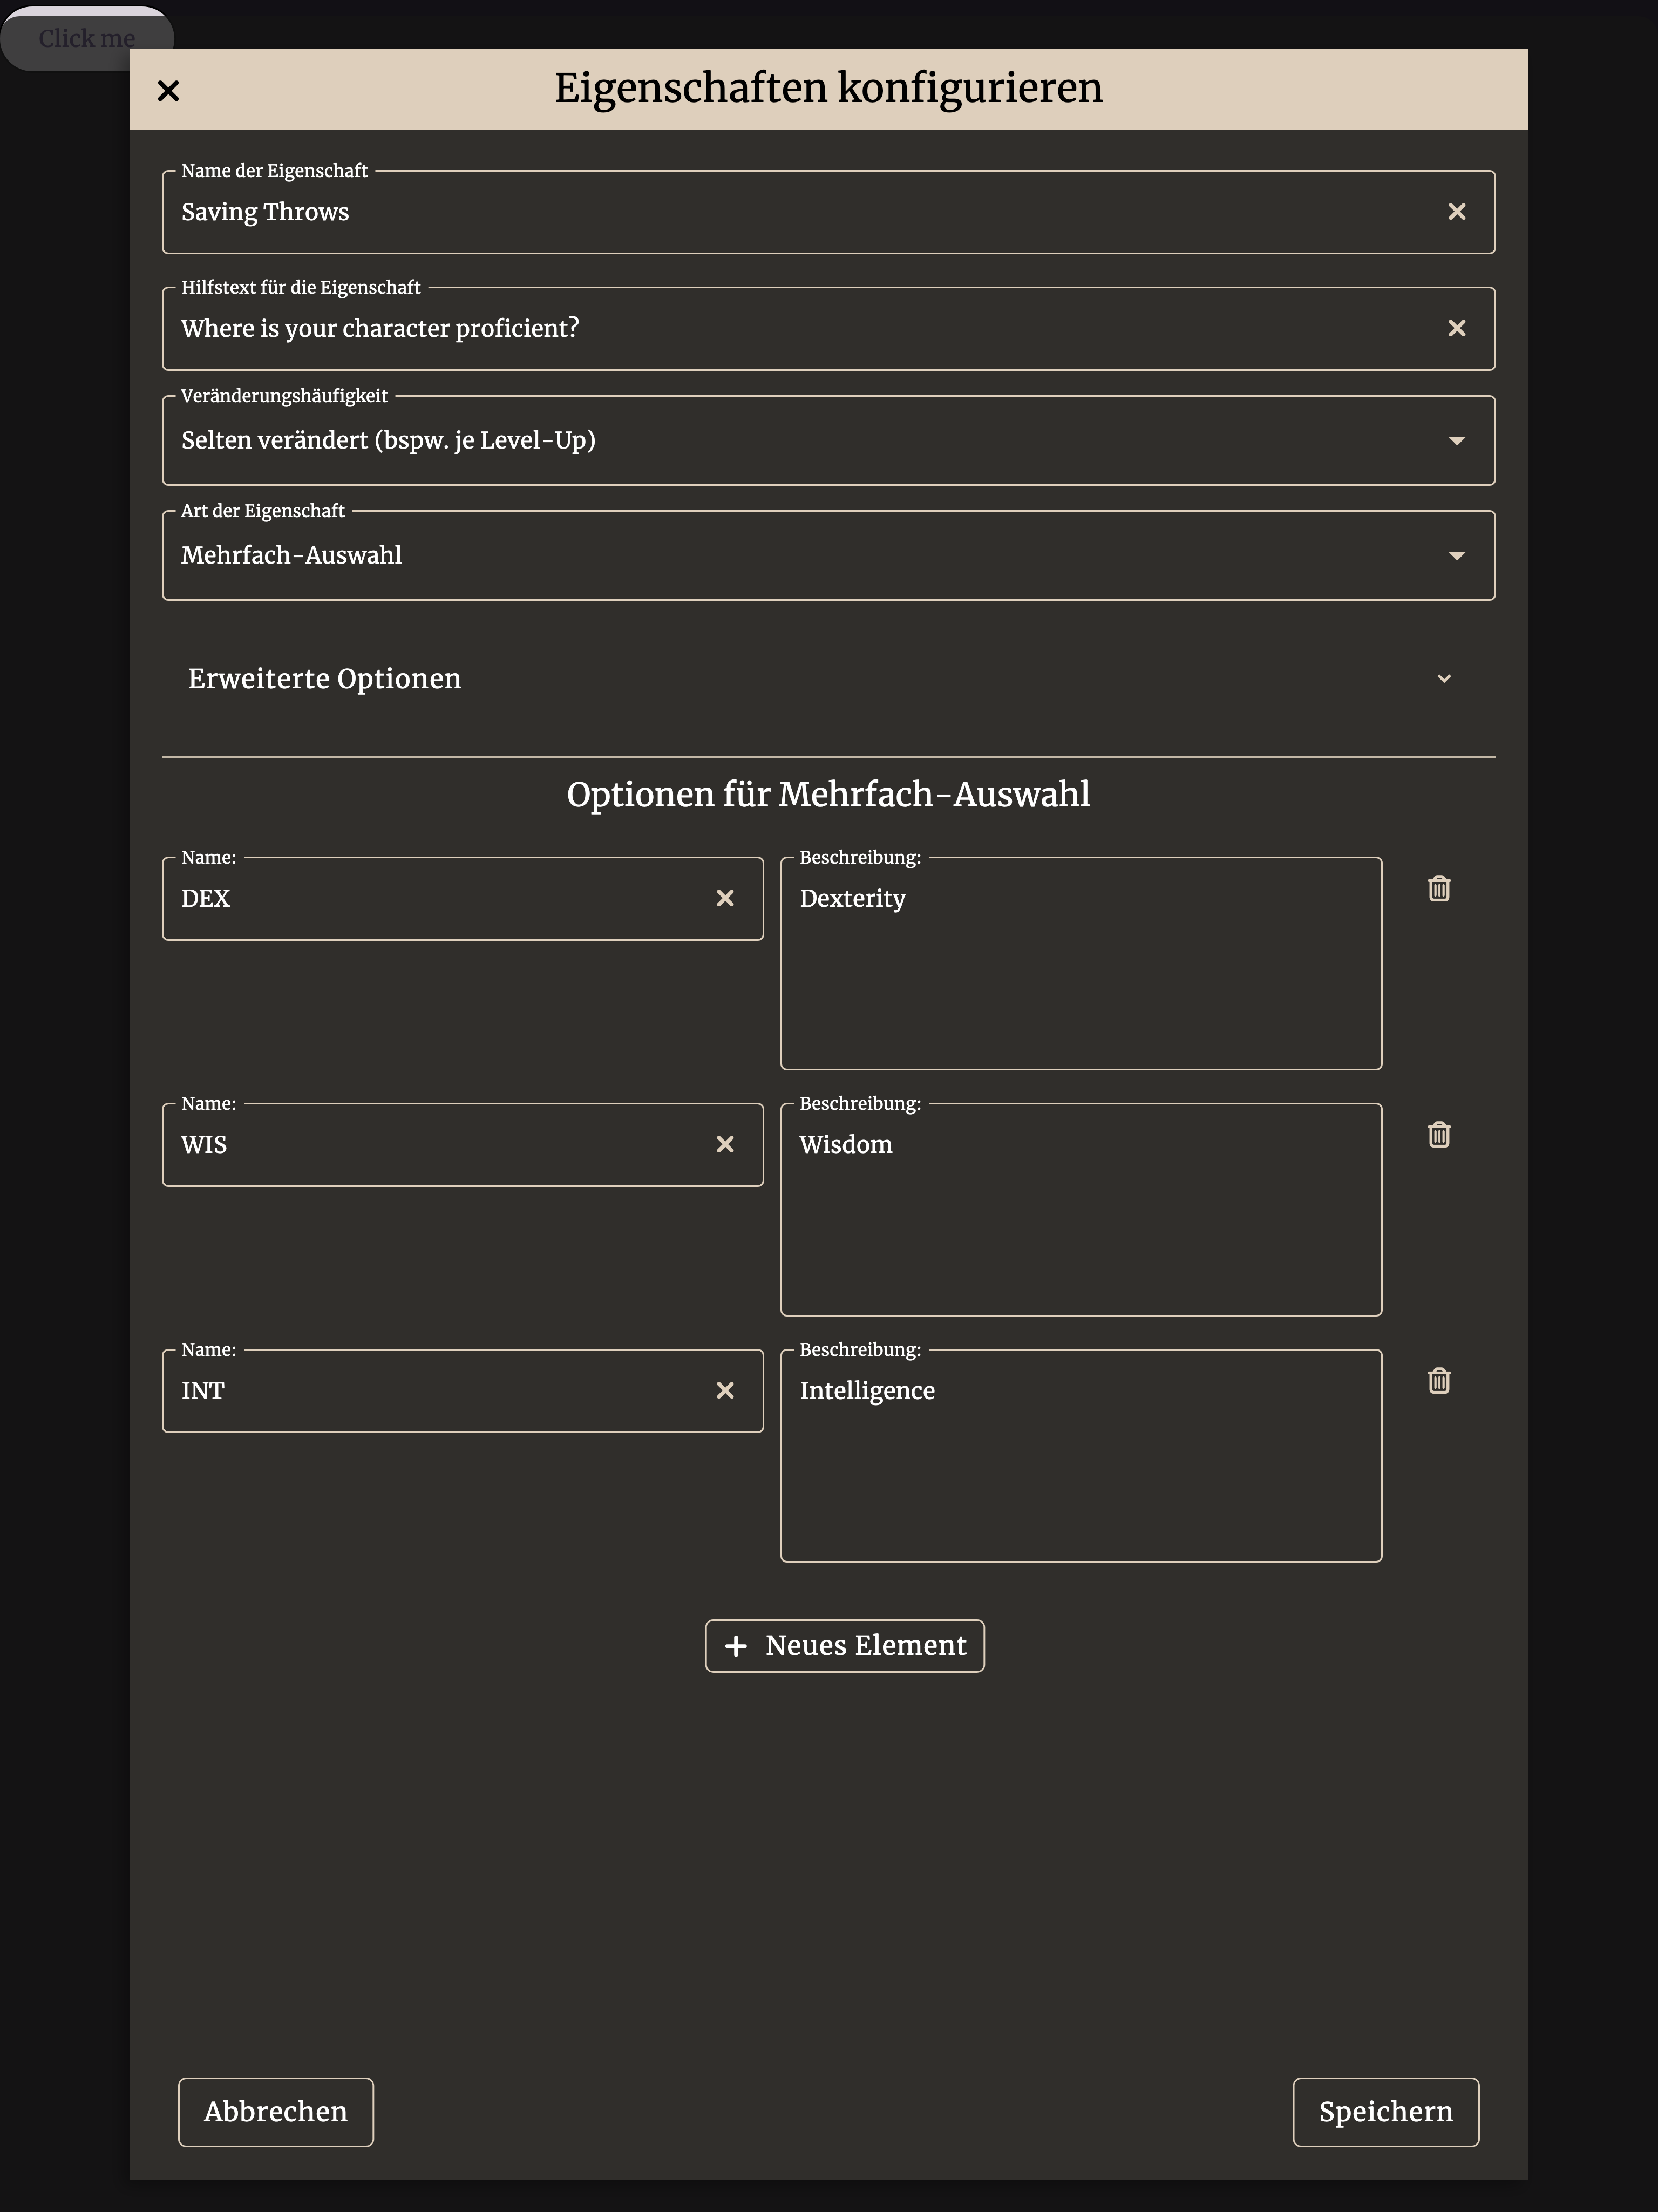 Click me
Eigenschaften konfigurieren
Name der Eigenschaft
Saving Throws
Hilfstext für die Eigenschaft
Where is your character proficient?
Veränderungshäufigkeit
Selten verändert (bspw. je Level-Up)
Art der Eigenschaft
Mehrfach-Auswahl
Erweiterte Optionen
Optionen für Mehrfach-Auswahl
Name:
DEX
Beschreibung:
Dexterity
Name:
WIS
Beschreibung:
Wisdom
Name:
INT
Beschreibung:
Intelligence
Neues Element
Abbrechen
Speichern